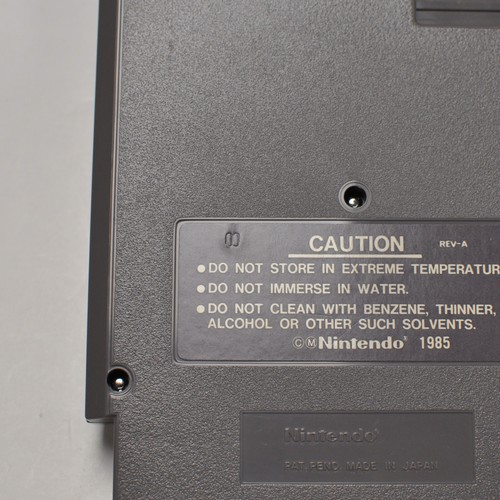 CAUTION REV-A
●DO NOT STORE IN EXTREME TEMPERATUR
●DO NOT IMMERSE IN WATER.
●DO NOT CLEAN WITH BENZENE, THINNER,
ALCOHOL OR OTHER SUCH SOLVENTS.
©Ⓜ Nintendo® 1985
Nintendo®
PAT. PEND. MADE IN JAPAN